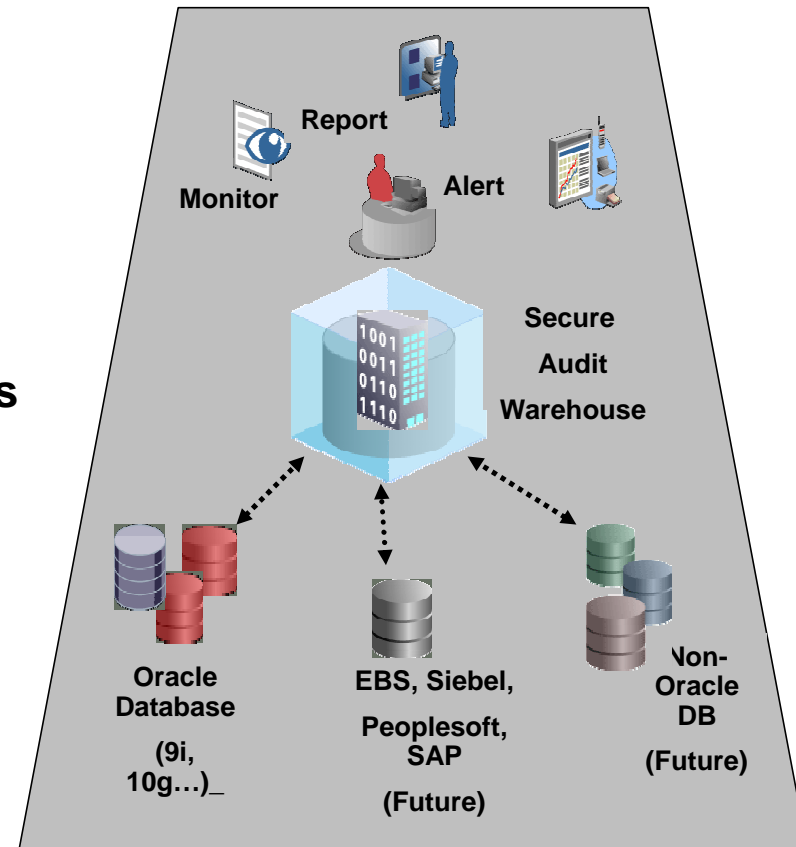 Report
Monitor
Alert
1001
0011
0110
1110
Secure
Audit
Warehouse
s
Oracle
Database
(9i,
10g…)_
EBS, Siebel,
Peoplesoft,
SAP
(Future)
Non-
Oracle
DB
(Future)